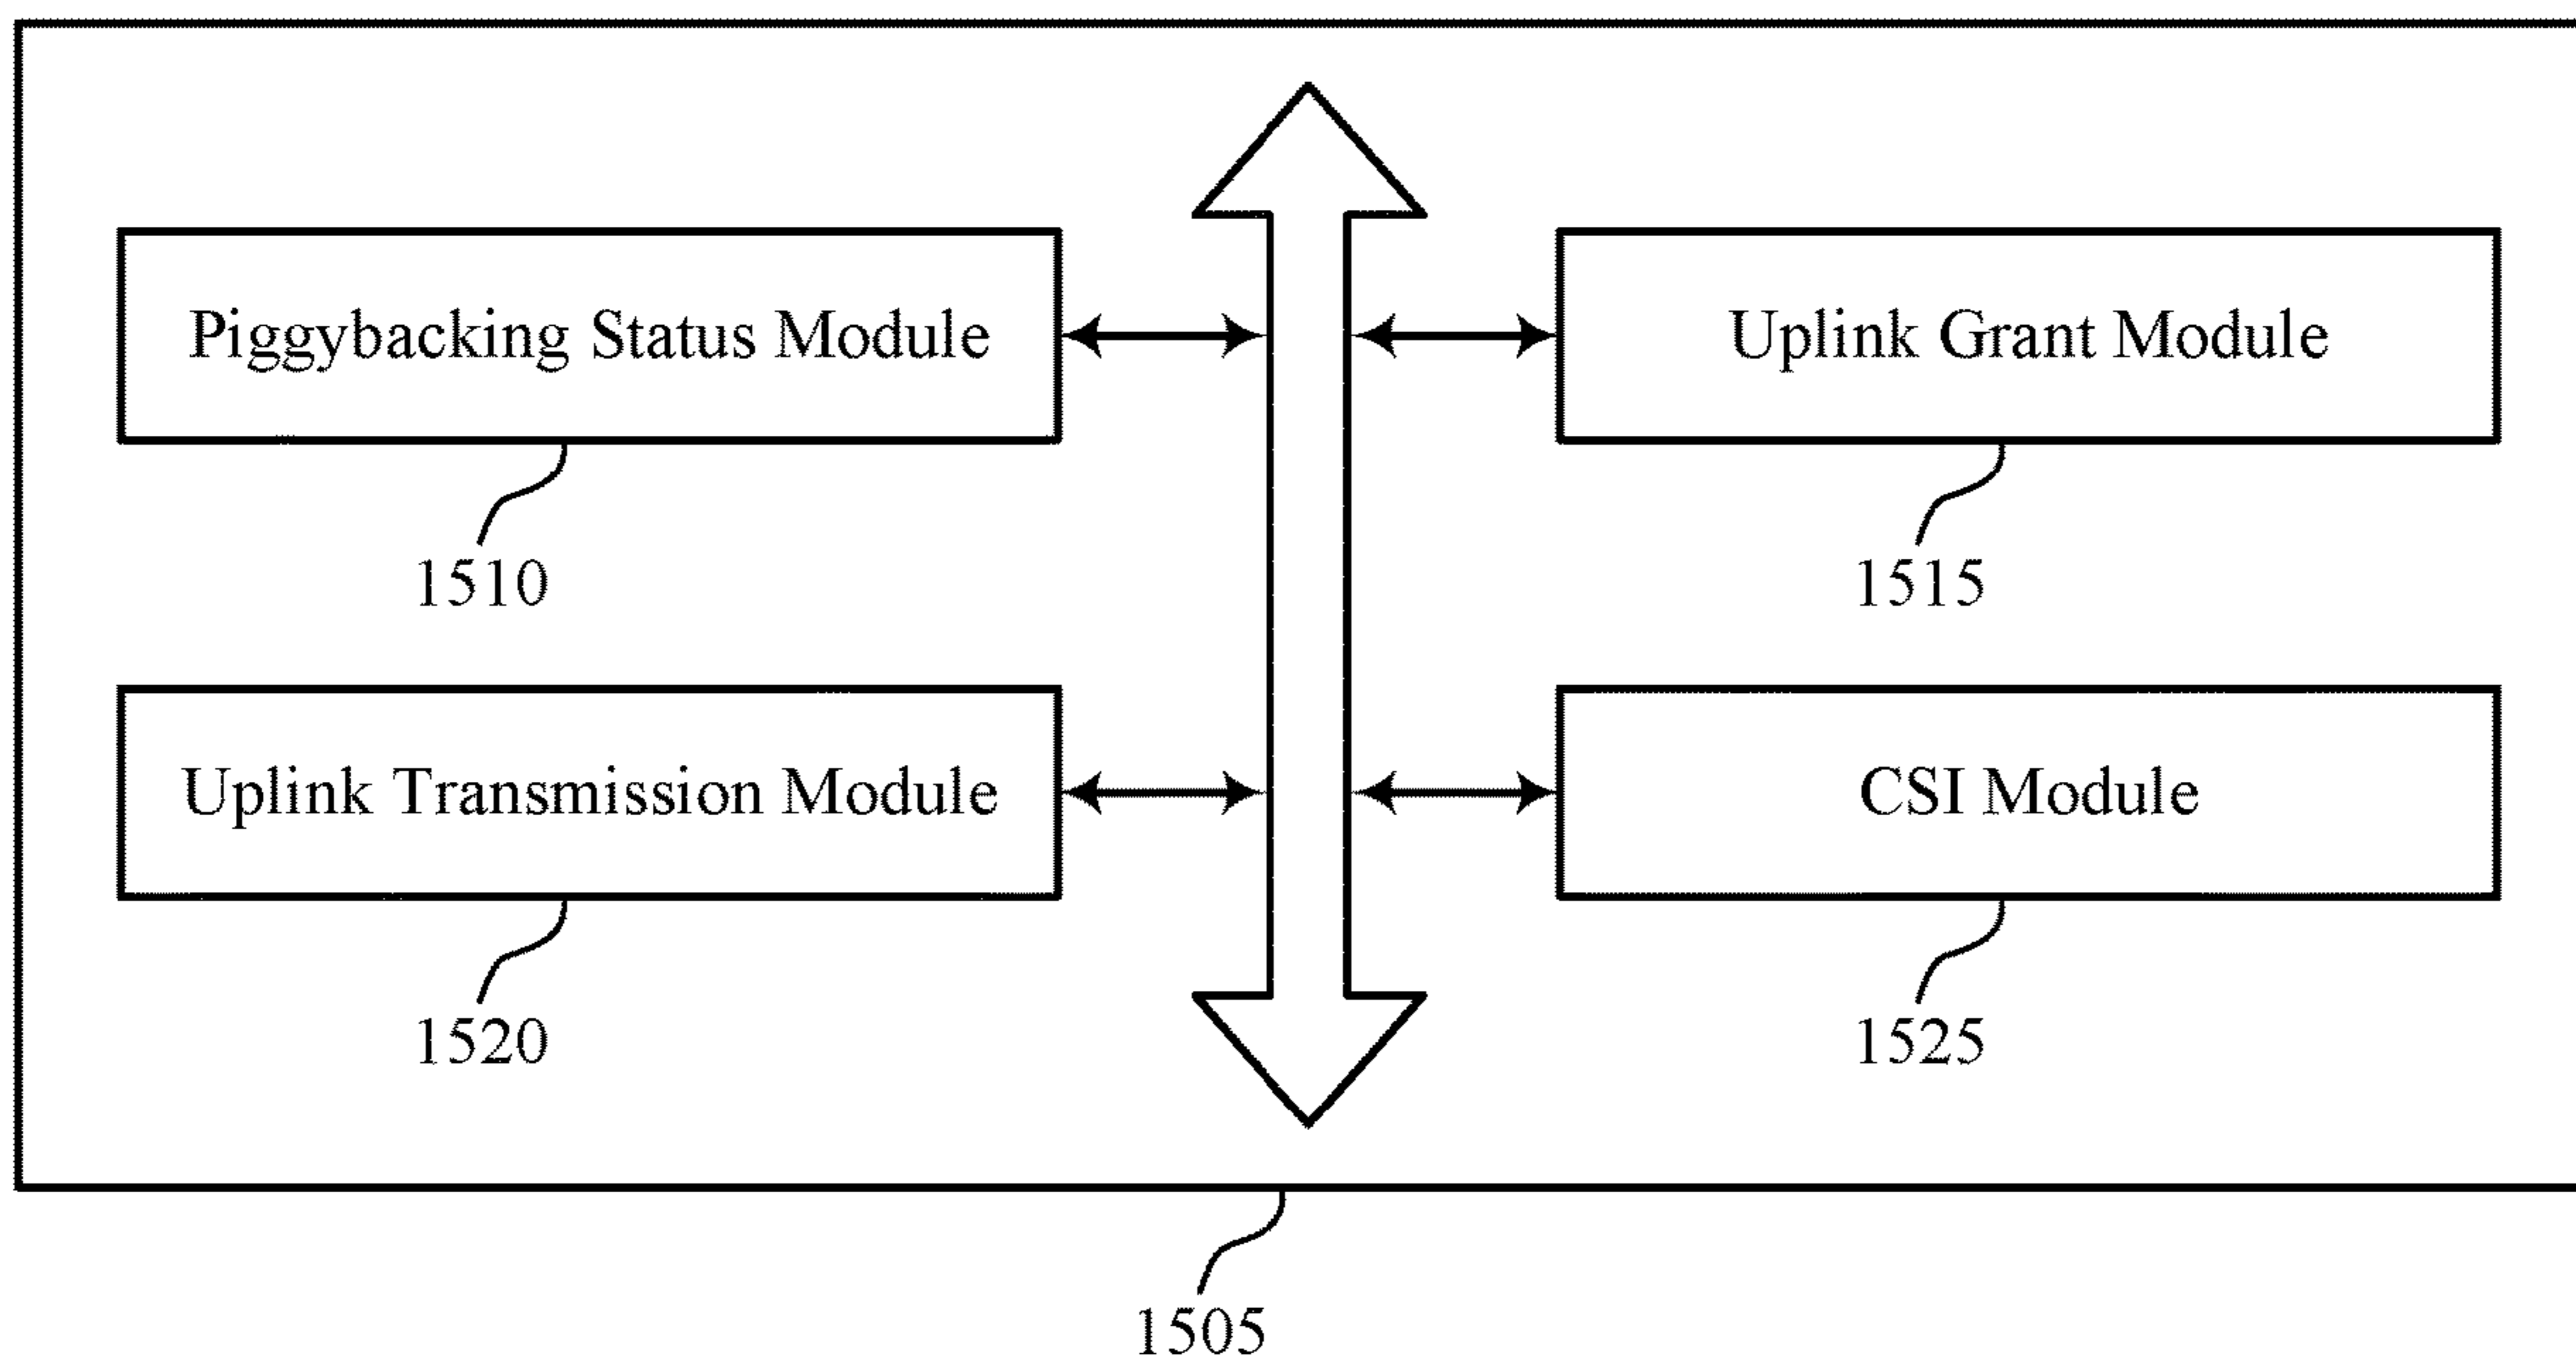 Piggybacking Status Module
Uplink Grant Module
1510
1515
Uplink Transmission Module
CSI Module
1520
1525
1505